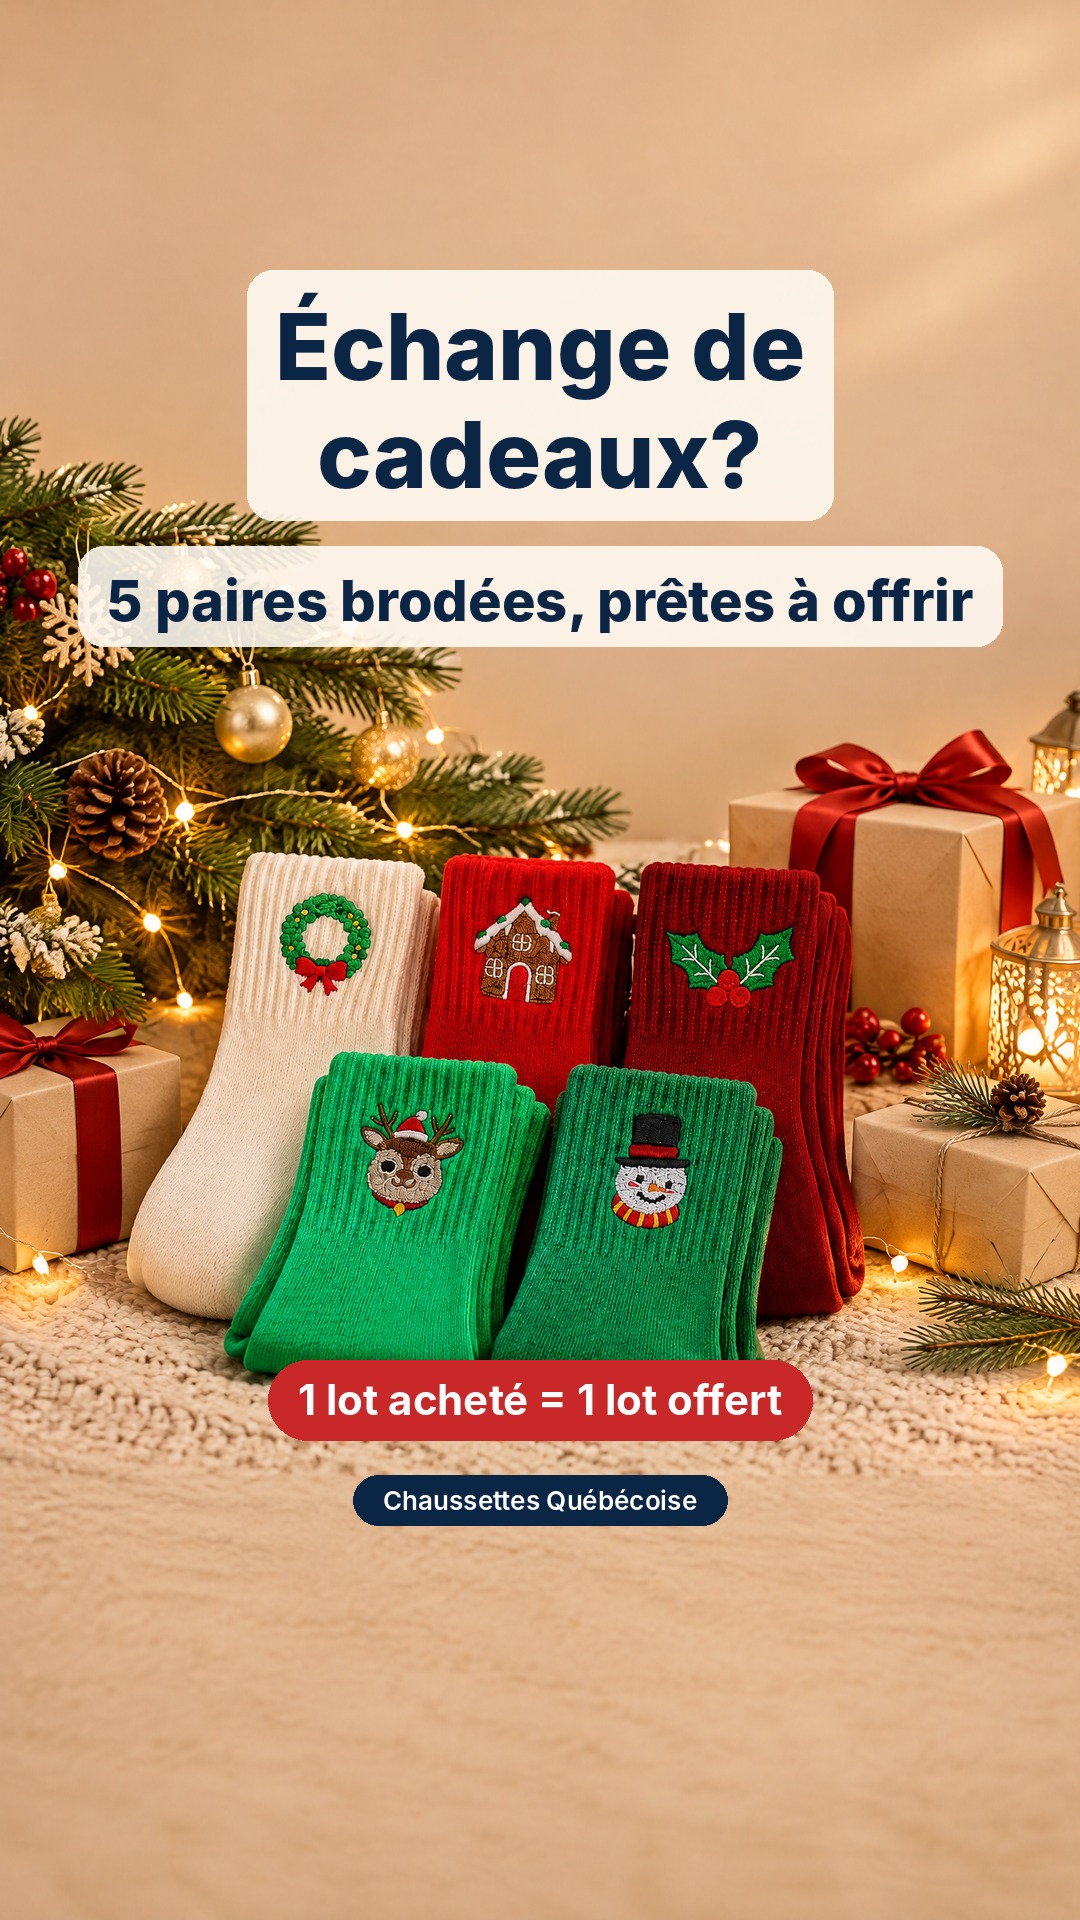 Échange de
cadeaux?
5 paires brodées, prêtes à offrir
1 lot acheté = 1 lot offert
Chaussettes Québécoise